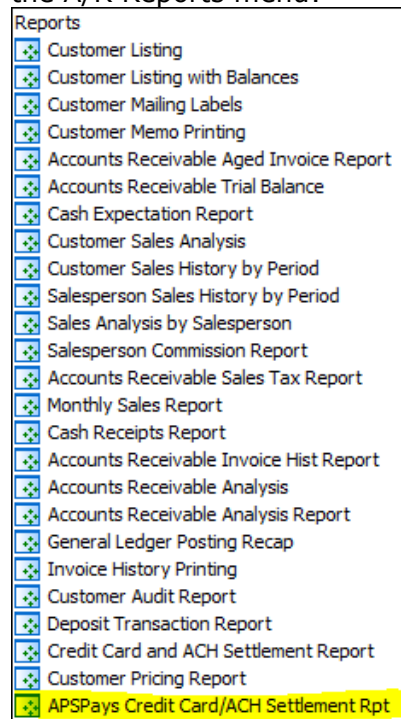 the A/R Reports menu:
Reports
Customer Listing
Customer Listing with Balances
Customer Mailing Labels
Customer Memo Printing
Accounts Receivable Aged Invoice Report
Accounts Receivable Trial Balance
Cash Expectation Report
Customer Sales Analysis
Customer Sales History by Period
Salesperson Sales History by Period
Sales Analysis by Salesperson
Salesperson Commission Report
Accounts Receivable Sales Tax Report
Monthly Sales Report
Cash Receipts Report
Accounts Receivable Invoice Hist Report
Accounts Receivable Analysis
Accounts Receivable Analysis Report
General Ledger Posting Recap
Invoice History Printing
Customer Audit Report
Deposit Transaction Report
Credit Card and ACH Settlement Report
Customer Pricing Report
APSPays Credit Card/ACH Settlement Rpt